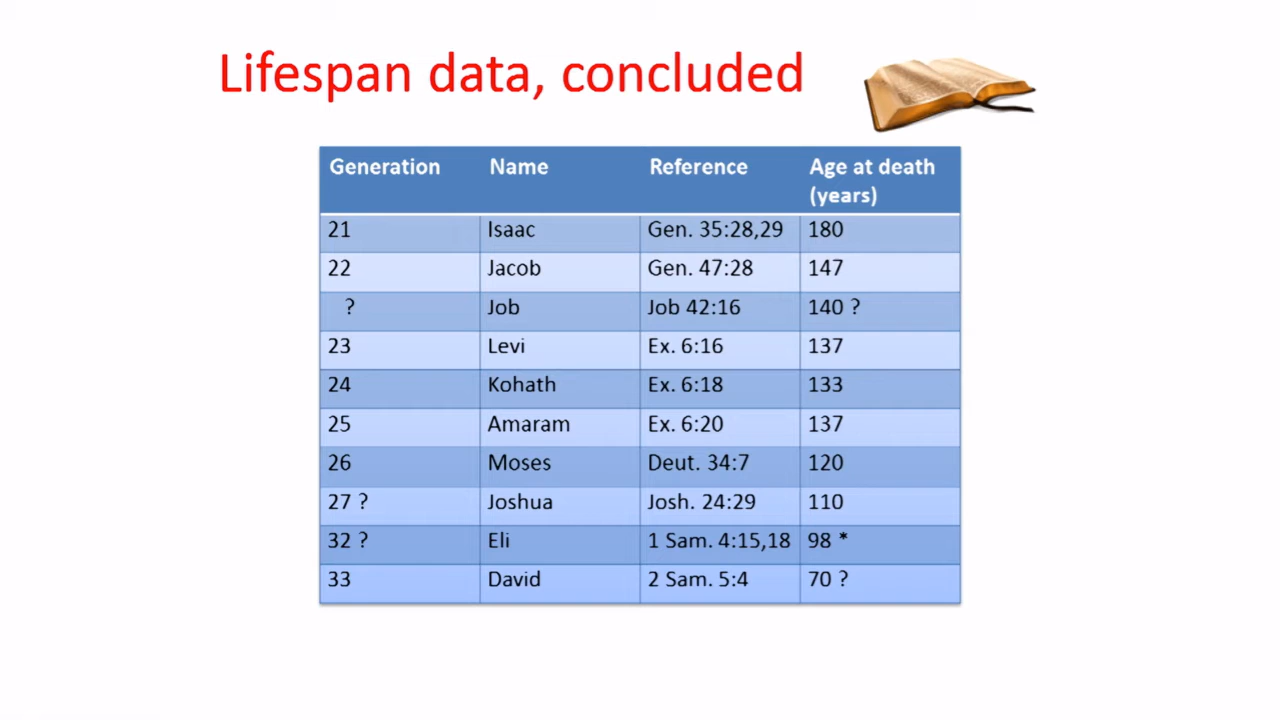 Lifespan data, concluded
Generation Name Reference Age at death
(years)
21 Isaac Gen. 35:28,29 180
22 Jacob Gen. 47:28 147
? Job Job 42:16 140 ?
23 Levi Ex. 6:16 137
24 Kohath Ex. 6:18 133
25 Amaram Ex. 6:20 137
26 Moses Deut. 34:7 120
27 ? Joshua Josh. 24:29 110
32 ? Eli 1 Sam. 4:15,18 98 *
33 David 2 Sam. 5:4 70 ?